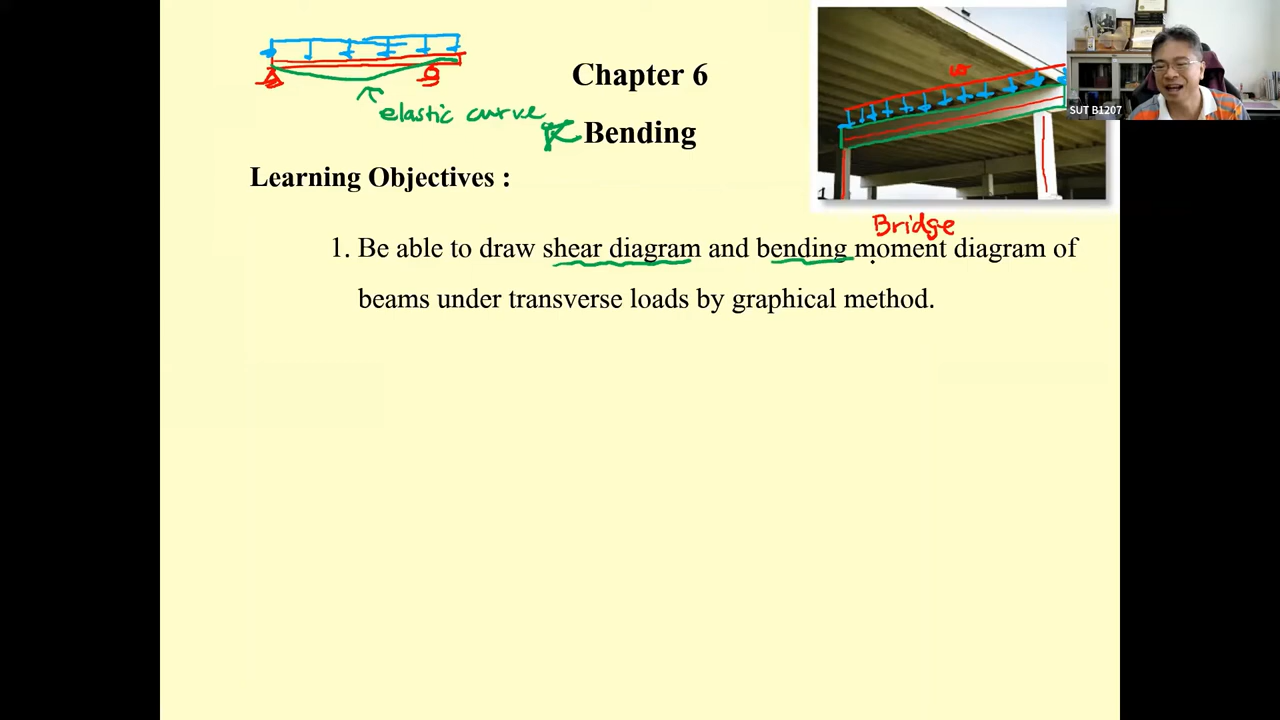 elastic curve
Chapter 6
Bending
Learning Objectives :
w
SUT B1207
Bridge
1. Be able to draw shear diagram and bending moment diagram of
beams under transverse loads by graphical method.